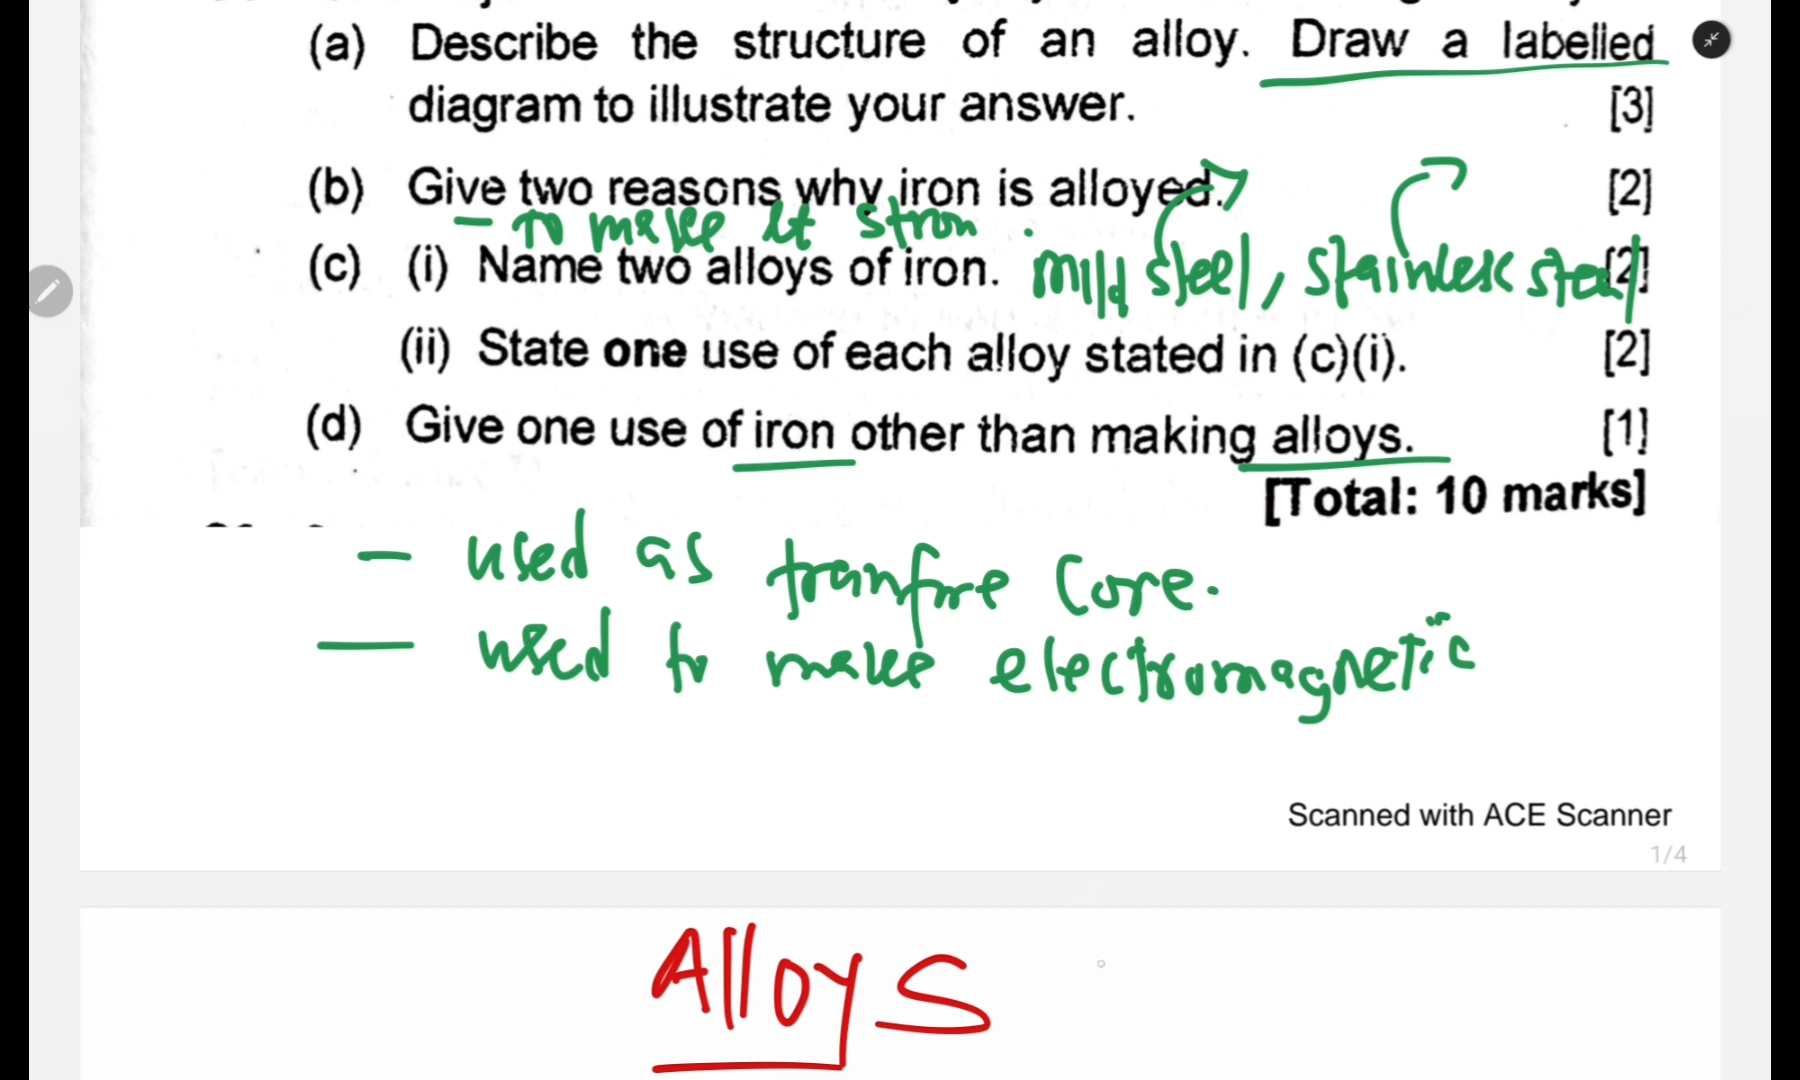 (a) Describe the structure of an alloy. Draw a labelled
diagram to illustrate your answer. [3]
(b) Give two reasons why iron is alloyed. [2]
- to make it stron.
(c) (i) Name two alloys of iron. mild steel, stainless steel [2]
(ii) State one use of each alloy stated in (c)(i). [2]
(d) Give one use of iron other than making alloys. [1]
[Total: 10 marks]
- used as tranfore core.
- used to make electromagnetic
Scanned with ACE Scanner
1/4
Alloys